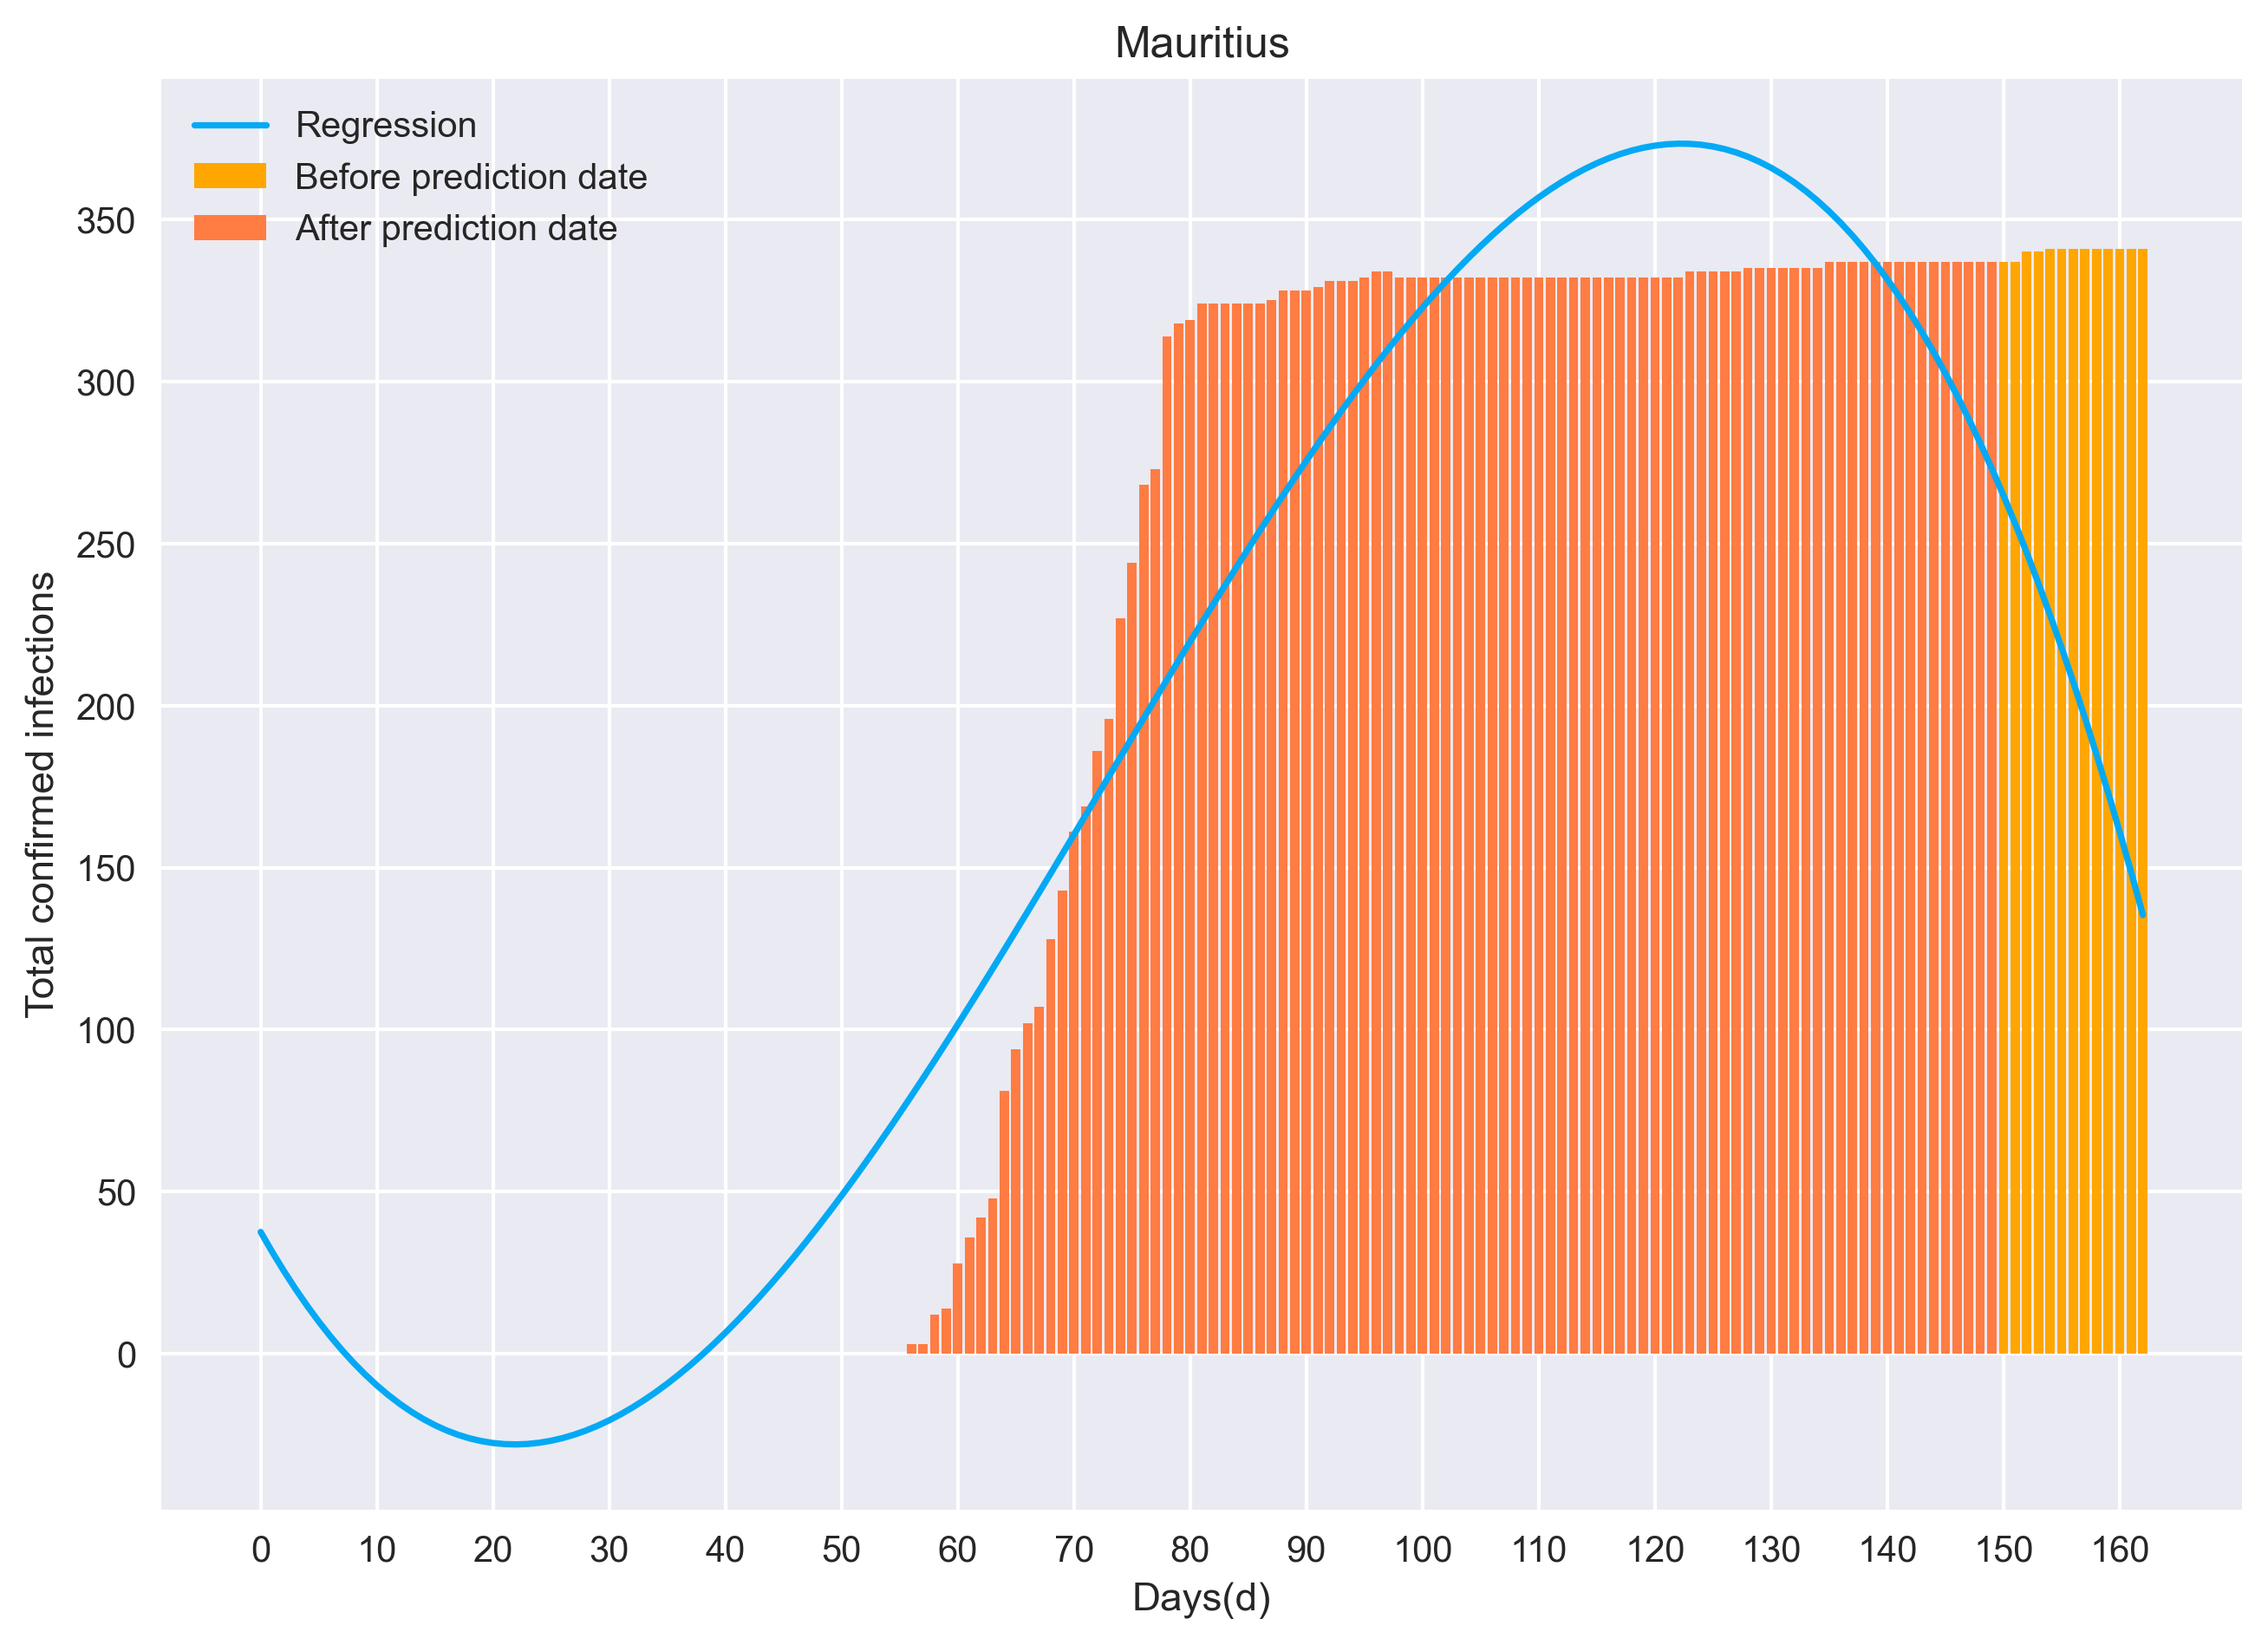 Mauritius
Regression
Before prediction date
After prediction date
Total confirmed infections
350
300
250
200
150
100
50
0
0 10 20 30 40 50 60 70 80 90 100 110 120 130 140 150 160
Days(d)